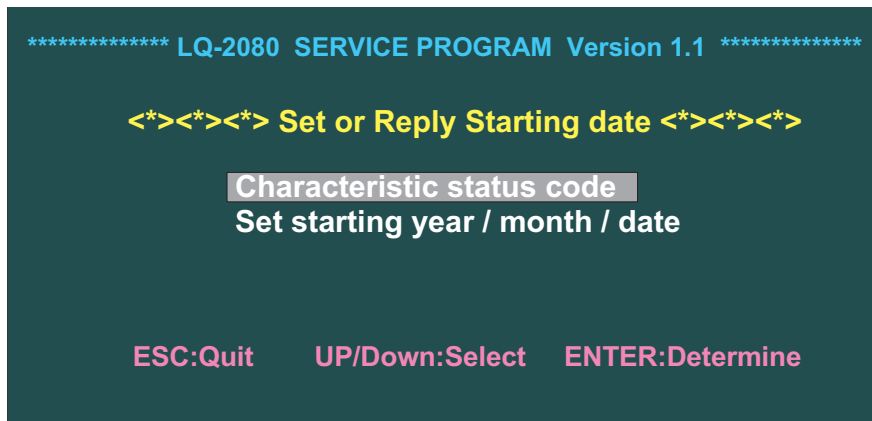 ************** LQ-2080 SERVICE PROGRAM Version 1.1 **************
<*><*><*> Set or Reply Starting date <*><*><*>
Characteristic status code
Set starting year / month / date
ESC:Quit UP/Down:Select ENTER:Determine